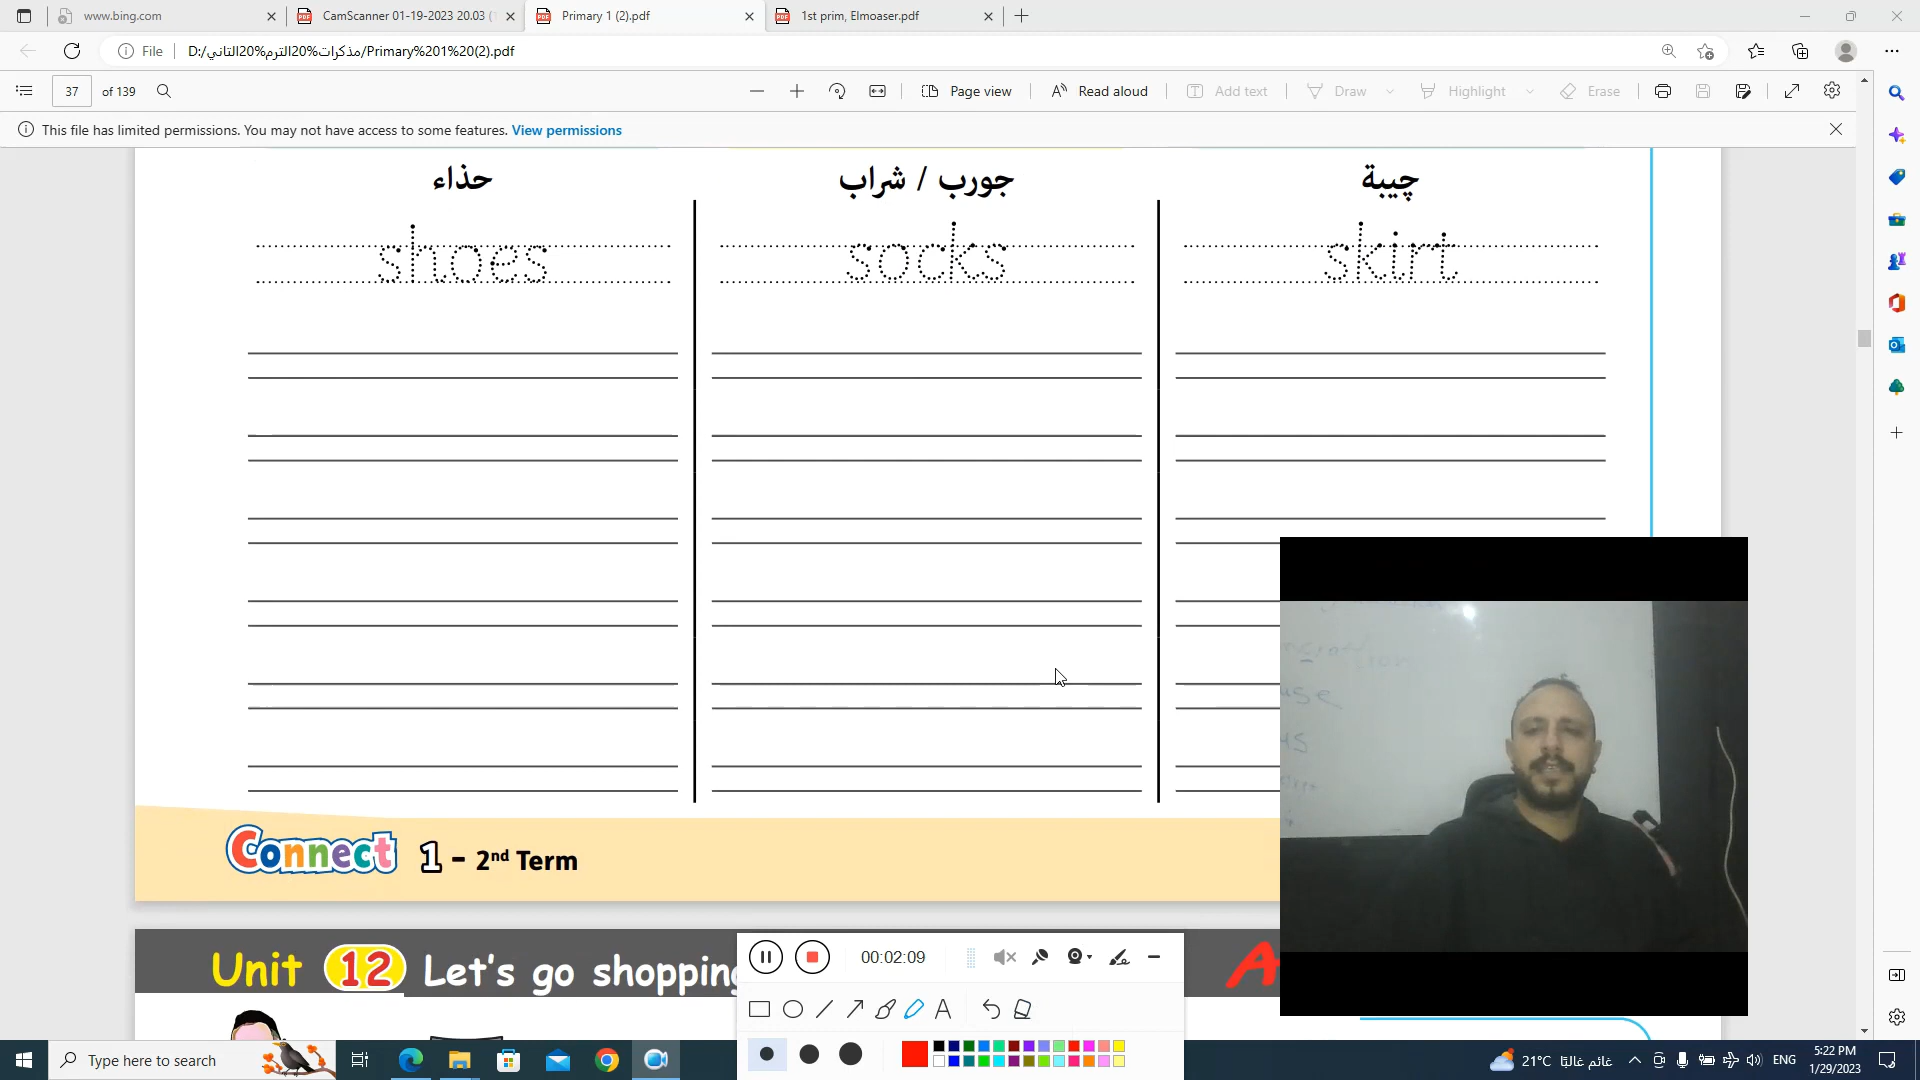 www.bing.com
CamScanner 01-19-2023 20.03 (
Primary 1 (2).pdf
1st prim, Elmoaser.pdf
File
D:/مذكرات%20الترم%20التاني/Primary%201%20(2).pdf
37 of 139
Page view
Read aloud
Add text
Draw
Highlight
Erase
This file has limited permissions. You may not have access to some features. View permissions
حذاء
جورب / شراب
چيبة
shoes
socks
skirt
Connect 1 - 2nd Term
Unit 12 Let's go shopping
A
00:02:09
Type here to search
21°C غائم غالبًا
ENG
5:22 PM
1/29/2023